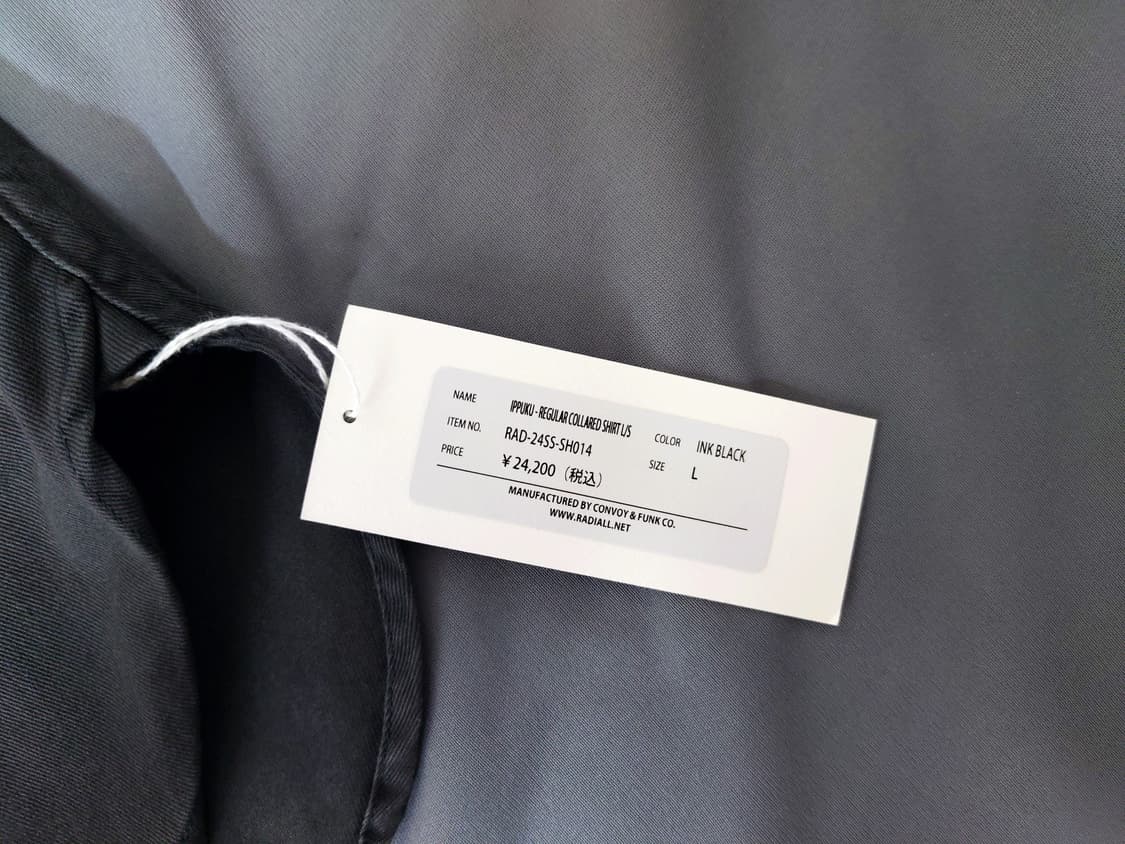 NAME IPPUKU - REGULAR COLLARED SHIRT L/S
ITEM NO. RAD-24SS-SH014 COLOR INK BLACK
PRICE ¥24,200（税込） SIZE L
MANUFACTURED BY CONVOY & FUNK CO.
WWW.RADIALL.NET